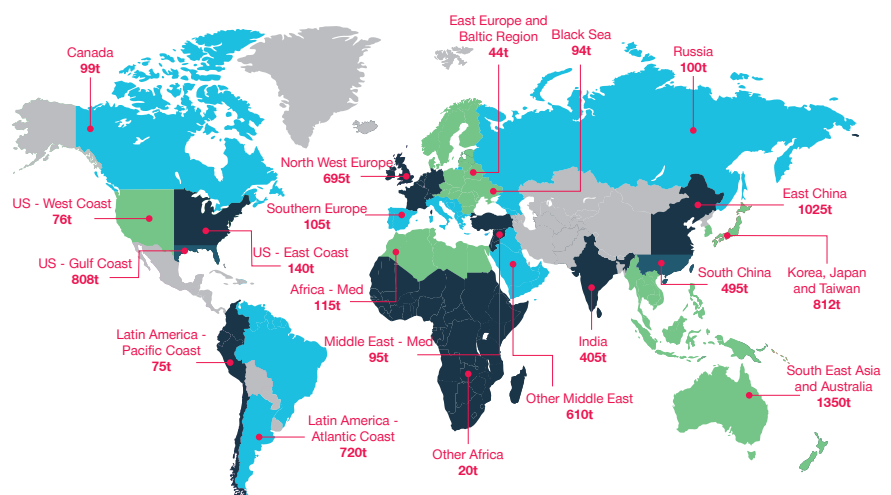 East Europe and
Baltic Region
44t
Black Sea
94t
Canada
99t
Russia
100t
North West Europe
695t
US - West Coast
76t
Southern Europe
105t
East China
1025t
US - East Coast
140t
US - Gulf Coast
808t
South China
495t
Korea, Japan
and Taiwan
812t
Africa - Med
115t
Latin America -
Pacific Coast
75t
Middle East - Med
95t
India
405t
South East Asia
and Australia
1350t
Other Middle East
610t
Latin America -
Atlantic Coast
720t
Other Africa
20t